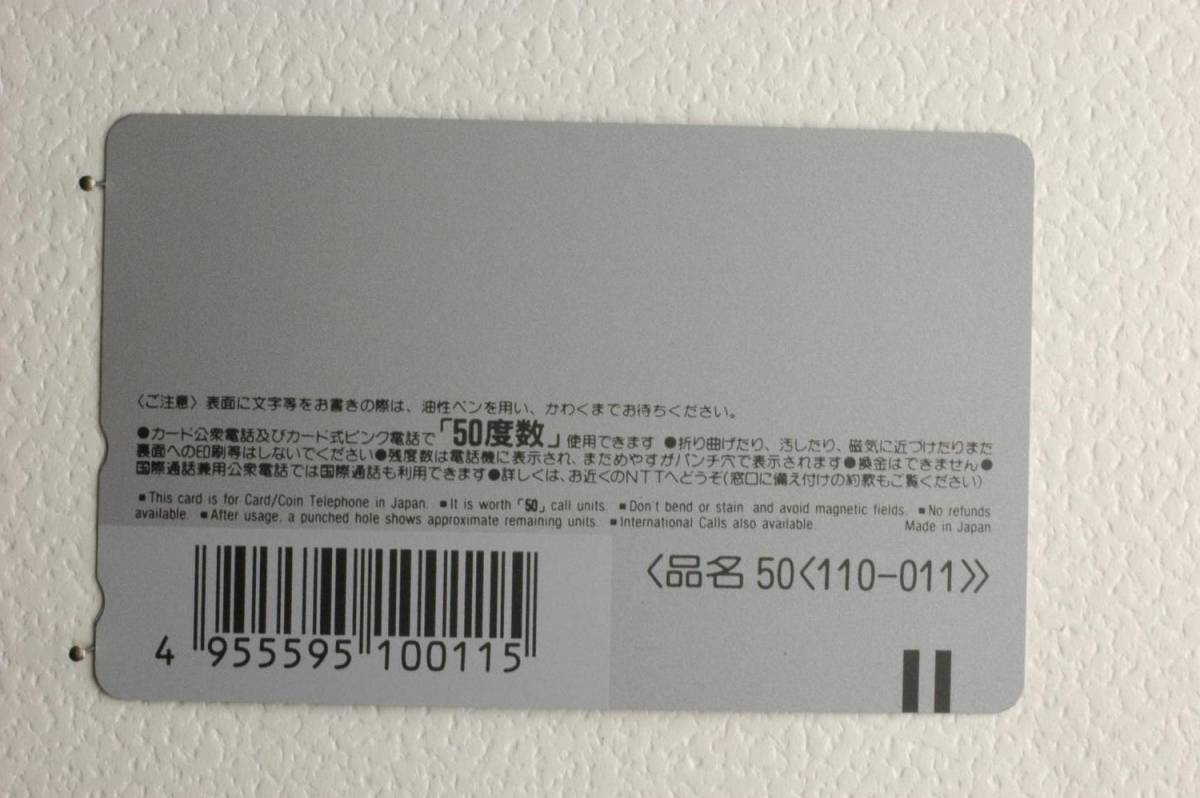 〈ご注意〉表面に文字等をお書きの際は、油性ペンを用い、かわくまでお待ちください。
●カード公衆電話及びカード式ピンク電話で「50度数」使用できます ●折り曲げたり、汚したり、磁気に近づけたりまた
裏面への印刷等はしないでください●残度数は電話機に表示され、まためやすがパンチ穴で表示されます●換金はできません●
国際通話兼用公衆電話では国際通話も利用できます●詳しくは、お近くのNTTへどうぞ(窓口に備え付けの約款もご覧ください)
■This card is for Card/Coin Telephone in Japan. ■It is worth「50」call units. ■Don't bend or stain and avoid magnetic fields. ■No refunds
available. ■After usage, a punched hole shows approximate remaining units. ■International Calls also available. Made in Japan
〈品名 50〈110-011〉〉
4 955595 100115